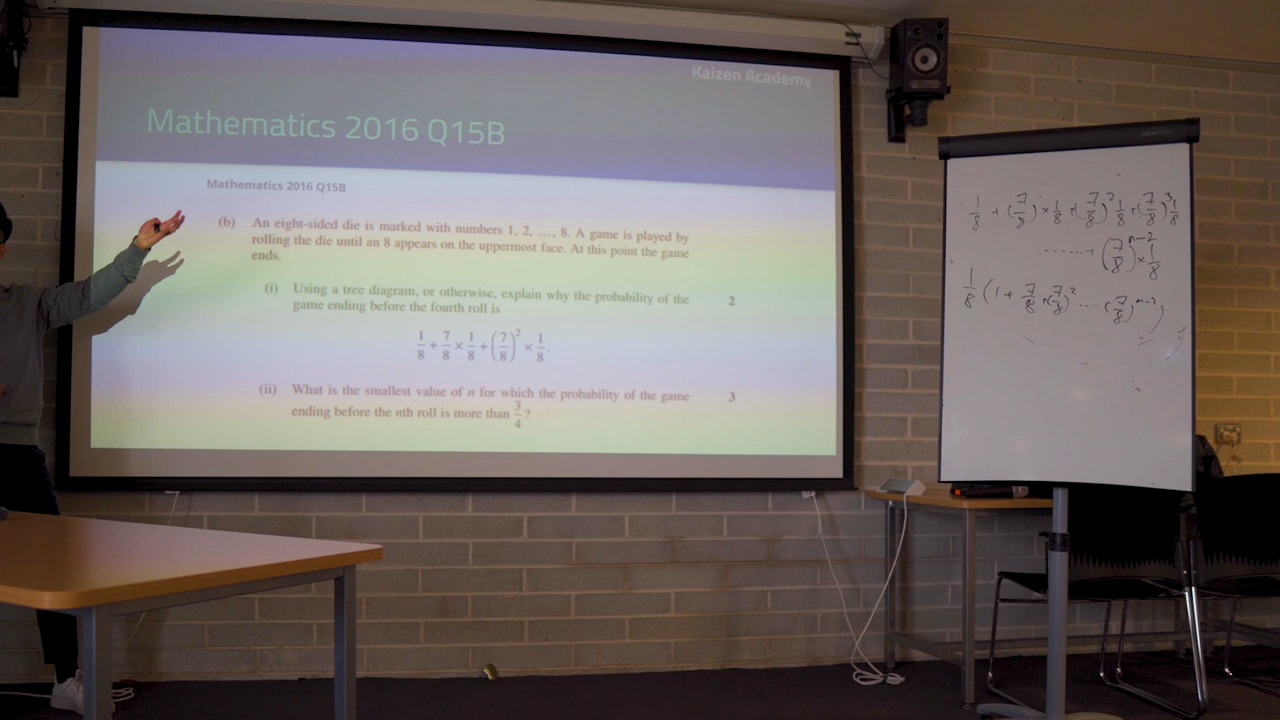 Kaizen Academy
Mathematics 2016 Q15B
Mathematics 2016 Q15B
(b) An eight-sided die is marked with numbers 1, 2, ..., 8. A game is played by
rolling the die until an 8 appears on the uppermost face. At this point the game
ends.
(i) Using a tree diagram, or otherwise, explain why the probability of the 2
game ending before the fourth roll is
1/8 + 7/8 × 1/8 + (7/8)² × 1/8.
(ii) What is the smallest value of n for which the probability of the game 3
ending before the nth roll is more than 3/4?
1/8 + (7/8) × 1/8 + (7/8)² 1/8 + (7/8)³ 1/8
...... + (7/8)ⁿ⁻² × 1/8
1/8 (1 + 7/8 + (7/8)² .... (7/8)ⁿ⁻²)